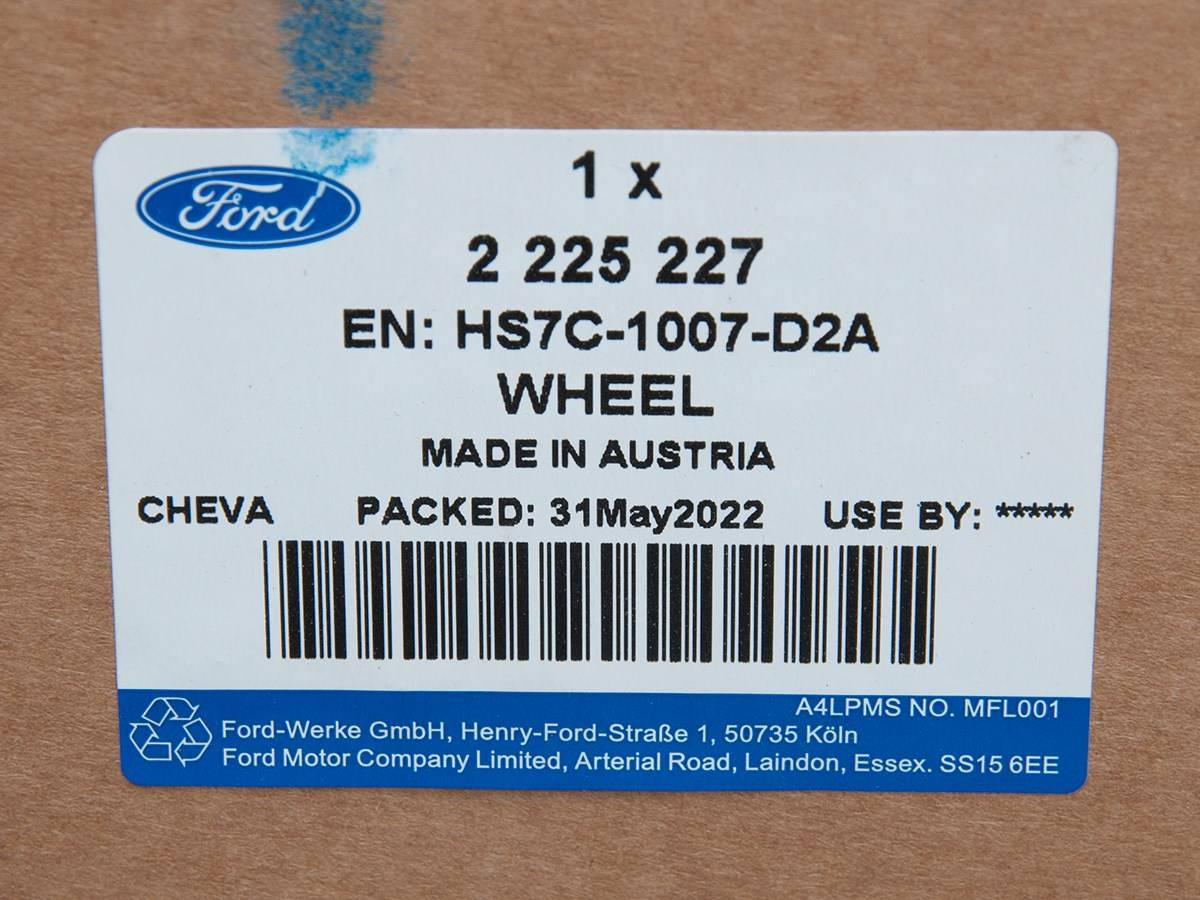 Ford
1 x
2 225 227
EN: HS7C-1007-D2A
WHEEL
MADE IN AUSTRIA
CHEVA PACKED: 31May2022 USE BY: *****
A4LPMS NO. MFL001
Ford-Werke GmbH, Henry-Ford-Straße 1, 50735 Köln
Ford Motor Company Limited, Arterial Road, Laindon, Essex. SS15 6EE